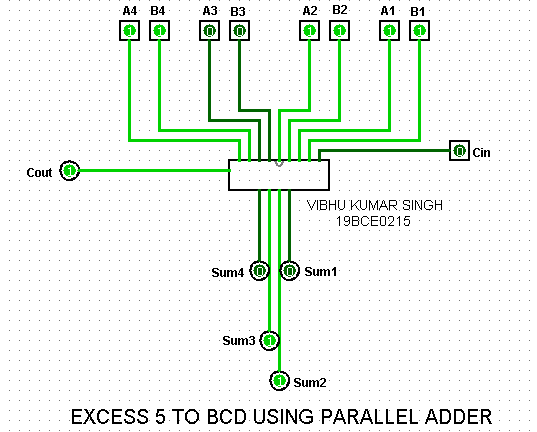 A4 B4 A3 B3 A2 B2 A1 B1
1 1 0 0 1 1 1 1
Cin 0
Cout 1
VIBHU KUMAR SINGH
19BCE0215
Sum4 0 0 Sum1
Sum3 1
1 Sum2
EXCESS 5 TO BCD USING PARALLEL ADDER